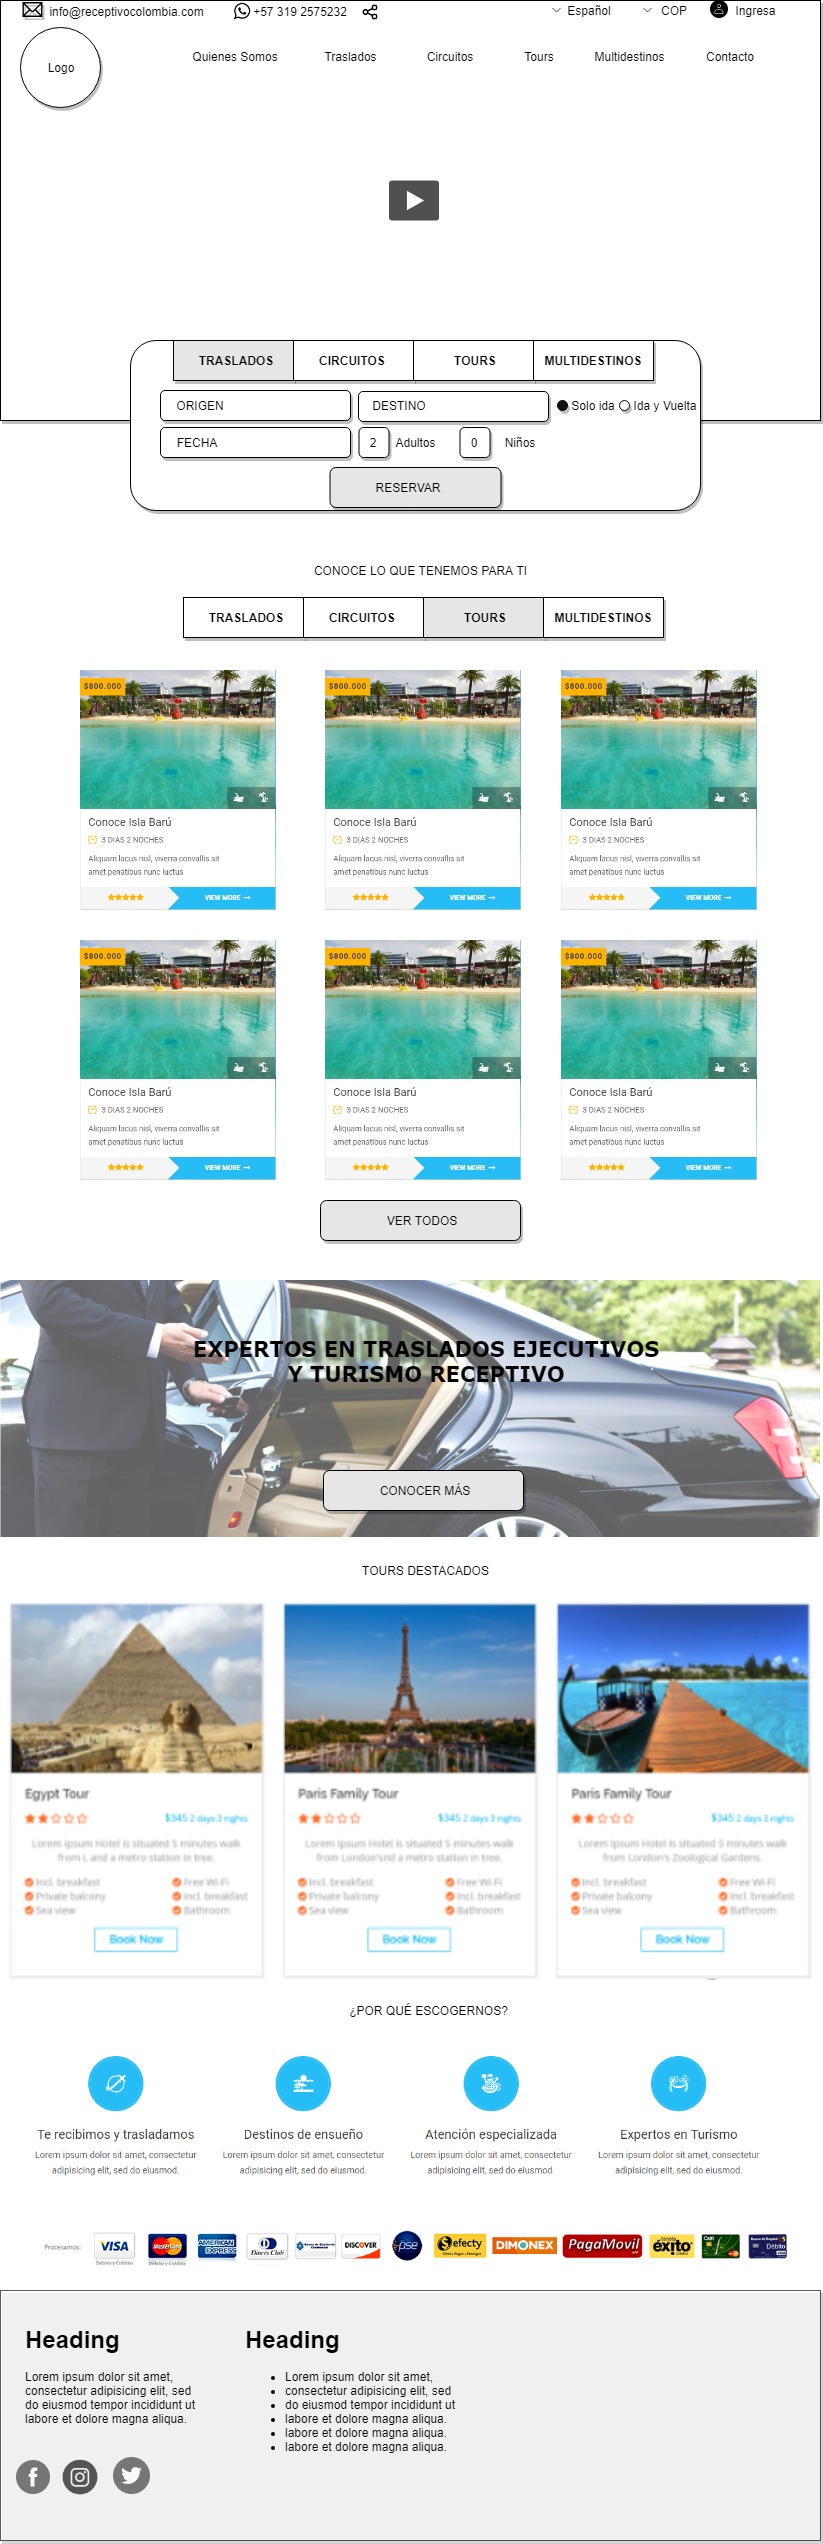 info@receptivocolombia.com +57 319 2575232 Español COP Ingresa
Logo Quienes Somos Traslados Circuitos Tours Multidestinos Contacto
TRASLADOS CIRCUITOS TOURS MULTIDESTINOS
ORIGEN DESTINO Solo ida Ida y Vuelta
FECHA 2 Adultos 0 Niños
RESERVAR
CONOCE LO QUE TENEMOS PARA TI
TRASLADOS CIRCUITOS TOURS MULTIDESTINOS
$800.000 $800.000 $800.000
Conoce Isla Barú Conoce Isla Barú Conoce Isla Barú
3 DIAS 2 NOCHES 3 DIAS 2 NOCHES 3 DIAS 2 NOCHES
Aliquam lacus nisl, viverra convallis sit Aliquam lacus nisl, viverra convallis sit Aliquam lacus nisl, viverra convallis sit
amet penatibus nunc luctus amet penatibus nunc luctus amet penatibus nunc luctus
VIEW MORE → VIEW MORE → VIEW MORE →
$800.000 $800.000 $800.000
Conoce Isla Barú Conoce Isla Barú Conoce Isla Barú
3 DIAS 2 NOCHES 3 DIAS 2 NOCHES 3 DIAS 2 NOCHES
Aliquam lacus nisl, viverra convallis sit Aliquam lacus nisl, viverra convallis sit Aliquam lacus nisl, viverra convallis sit
amet penatibus nunc luctus amet penatibus nunc luctus amet penatibus nunc luctus
VIEW MORE → VIEW MORE → VIEW MORE →
VER TODOS
EXPERTOS EN TRASLADOS EJECUTIVOS
Y TURISMO RECEPTIVO
CONOCER MÁS
TOURS DESTACADOS
Egypt Tour Paris Family Tour Paris Family Tour
$345 2 days 3 nights $345 2 days 3 nights $345 2 days 3 nights
Lorem Ipsum Hotel is situated 5 minutes walk Lorem Ipsum Hotel is situated 5 minutes walk Lorem Ipsum Hotel is situated 5 minutes walk
from L and a metro station in tree. from London'snd a metro station in tree. from London's Zoological Gardens.
Incl. breakfast Free Wi-Fi Incl. breakfast Free Wi-Fi Incl. breakfast Free Wi-Fi
Private balcony Incl. breakfast Private balcony Incl. breakfast Private balcony Incl. breakfast
Sea view Bathroom Sea view Bathroom Sea view Bathroom
Book Now Book Now Book Now
¿POR QUÉ ESCOGERNOS?
Te recibimos y trasladamos Destinos de ensueño Atención especializada Expertos en Turismo
Lorem ipsum dolor sit amet, consectetur Lorem ipsum dolor sit amet, consectetur Lorem ipsum dolor sit amet, consectetur Lorem ipsum dolor sit amet, consectetur
adipisicing elit, sed do eiusmod. adipisicing elit, sed do eiusmod. adipisicing elit, sed do eiusmod. adipisicing elit, sed do eiusmod.
Procesamos: VISA MasterCard AMERICAN EXPRESS Diners Club DISCOVER pse efecty DIMONEX PagaMovil éxito CMR Débito
Débito y Crédito Débito y Crédito
Heading Heading
Lorem ipsum dolor sit amet,
consectetur adipisicing elit, sed
do eiusmod tempor incididunt ut
labore et dolore magna aliqua.
Lorem ipsum dolor sit amet,
consectetur adipisicing elit, sed
do eiusmod tempor incididunt ut
labore et dolore magna aliqua.
labore et dolore magna aliqua.
labore et dolore magna aliqua.